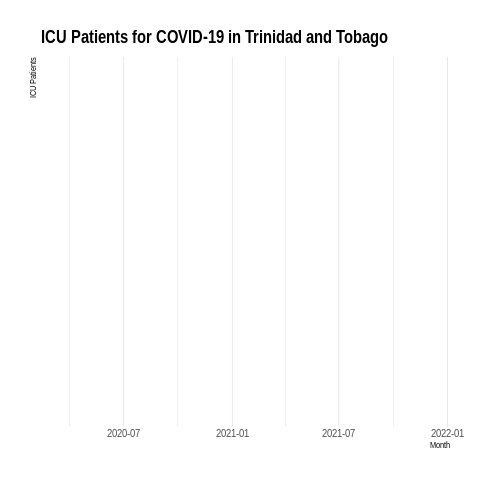 ICU Patients for COVID-19 in Trinidad and Tobago
ICU Patients
2020-07 2021-01 2021-07 2022-01
Month